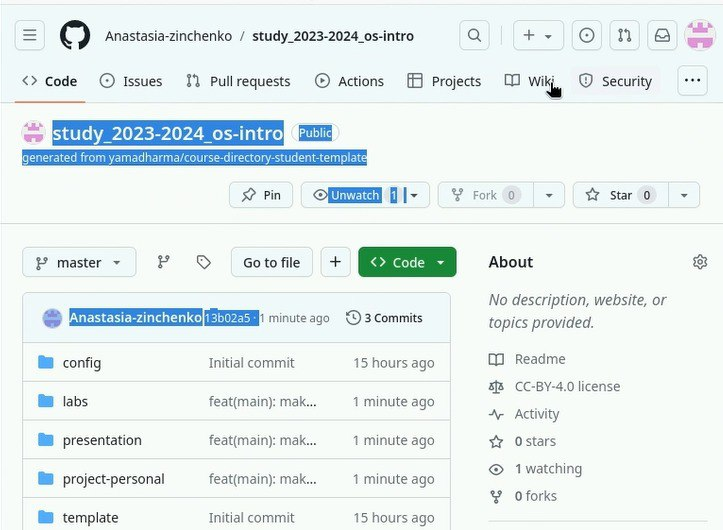 Anastasia-zinchenko / study_2023-2024_os-intro
Code Issues Pull requests Actions Projects Wiki Security
study_2023-2024_os-intro Public
generated from yamadharma/course-directory-student-template
Pin Unwatch 1 Fork 0 Star 0
master Go to file Code
About
No description, website, or
topics provided.
Anastasia-zinchenko 13b02a5 · 1 minute ago 3 Commits
config Initial commit 15 hours ago
labs feat(main): mak... 1 minute ago
presentation feat(main): mak... 1 minute ago
project-personal feat(main): mak... 1 minute ago
template Initial commit 15 hours ago
Readme
CC-BY-4.0 license
Activity
0 stars
1 watching
0 forks